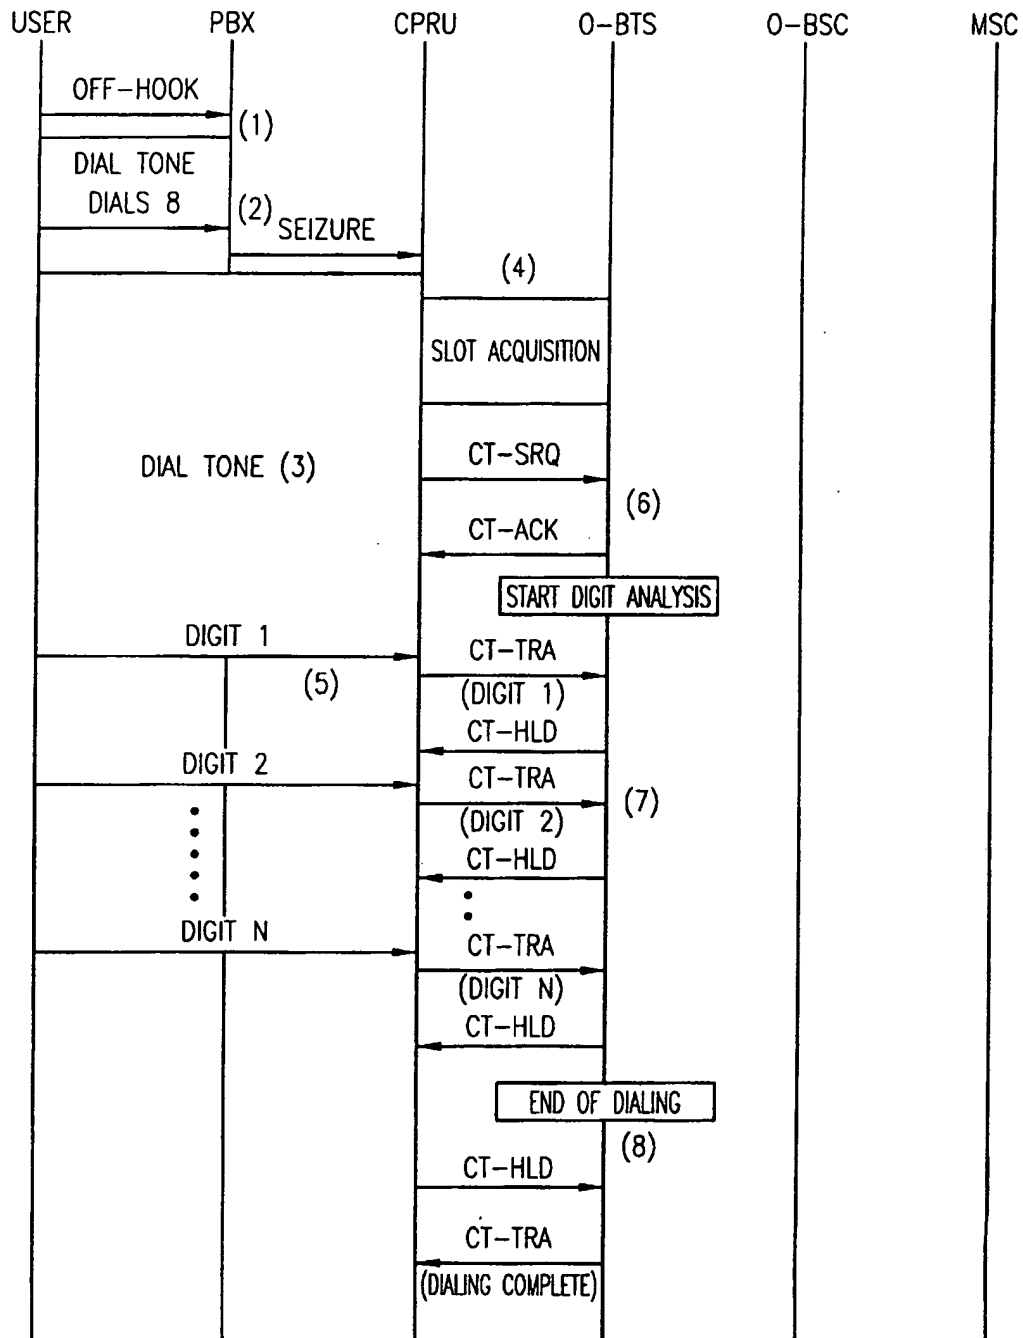 USER PBX CPRU O-BTS O-BSC MSC
OFF-HOOK
(1)
DIAL TONE
DIALS 8 (2)
SEIZURE
(4)
SLOT ACQUISITION
DIAL TONE (3)
CT-SRQ
(6)
CT-ACK
START DIGIT ANALYSIS
DIGIT 1
CT-TRA
(5)
(DIGIT 1)
CT-HLD
DIGIT 2
CT-TRA
(7)
(DIGIT 2)
CT-HLD
DIGIT N
CT-TRA
(DIGIT N)
CT-HLD
END OF DIALING
(8)
CT-HLD
CT-TRA
(DIALING COMPLETE)